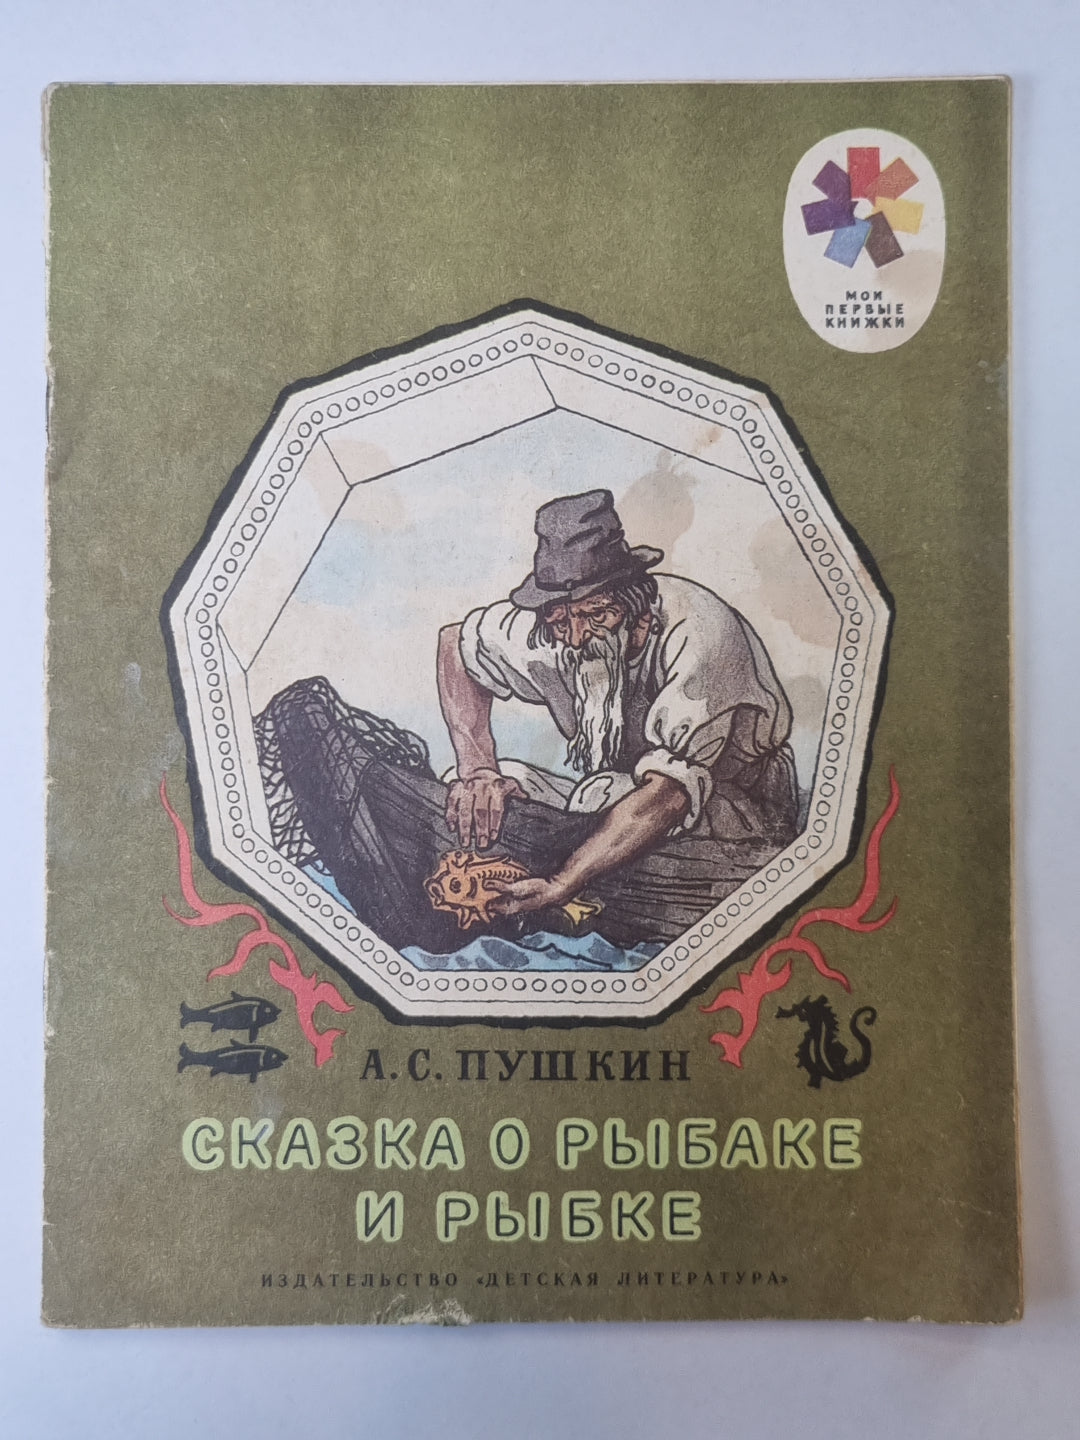 МОИ
ПЕРВЫЕ
КНИЖКИ
А. С. ПУШКИН
СКАЗКА О РЫБАКЕ
И РЫБКЕ
ИЗДАТЕЛЬСТВО «ДЕТСКАЯ ЛИТЕРАТУРА»